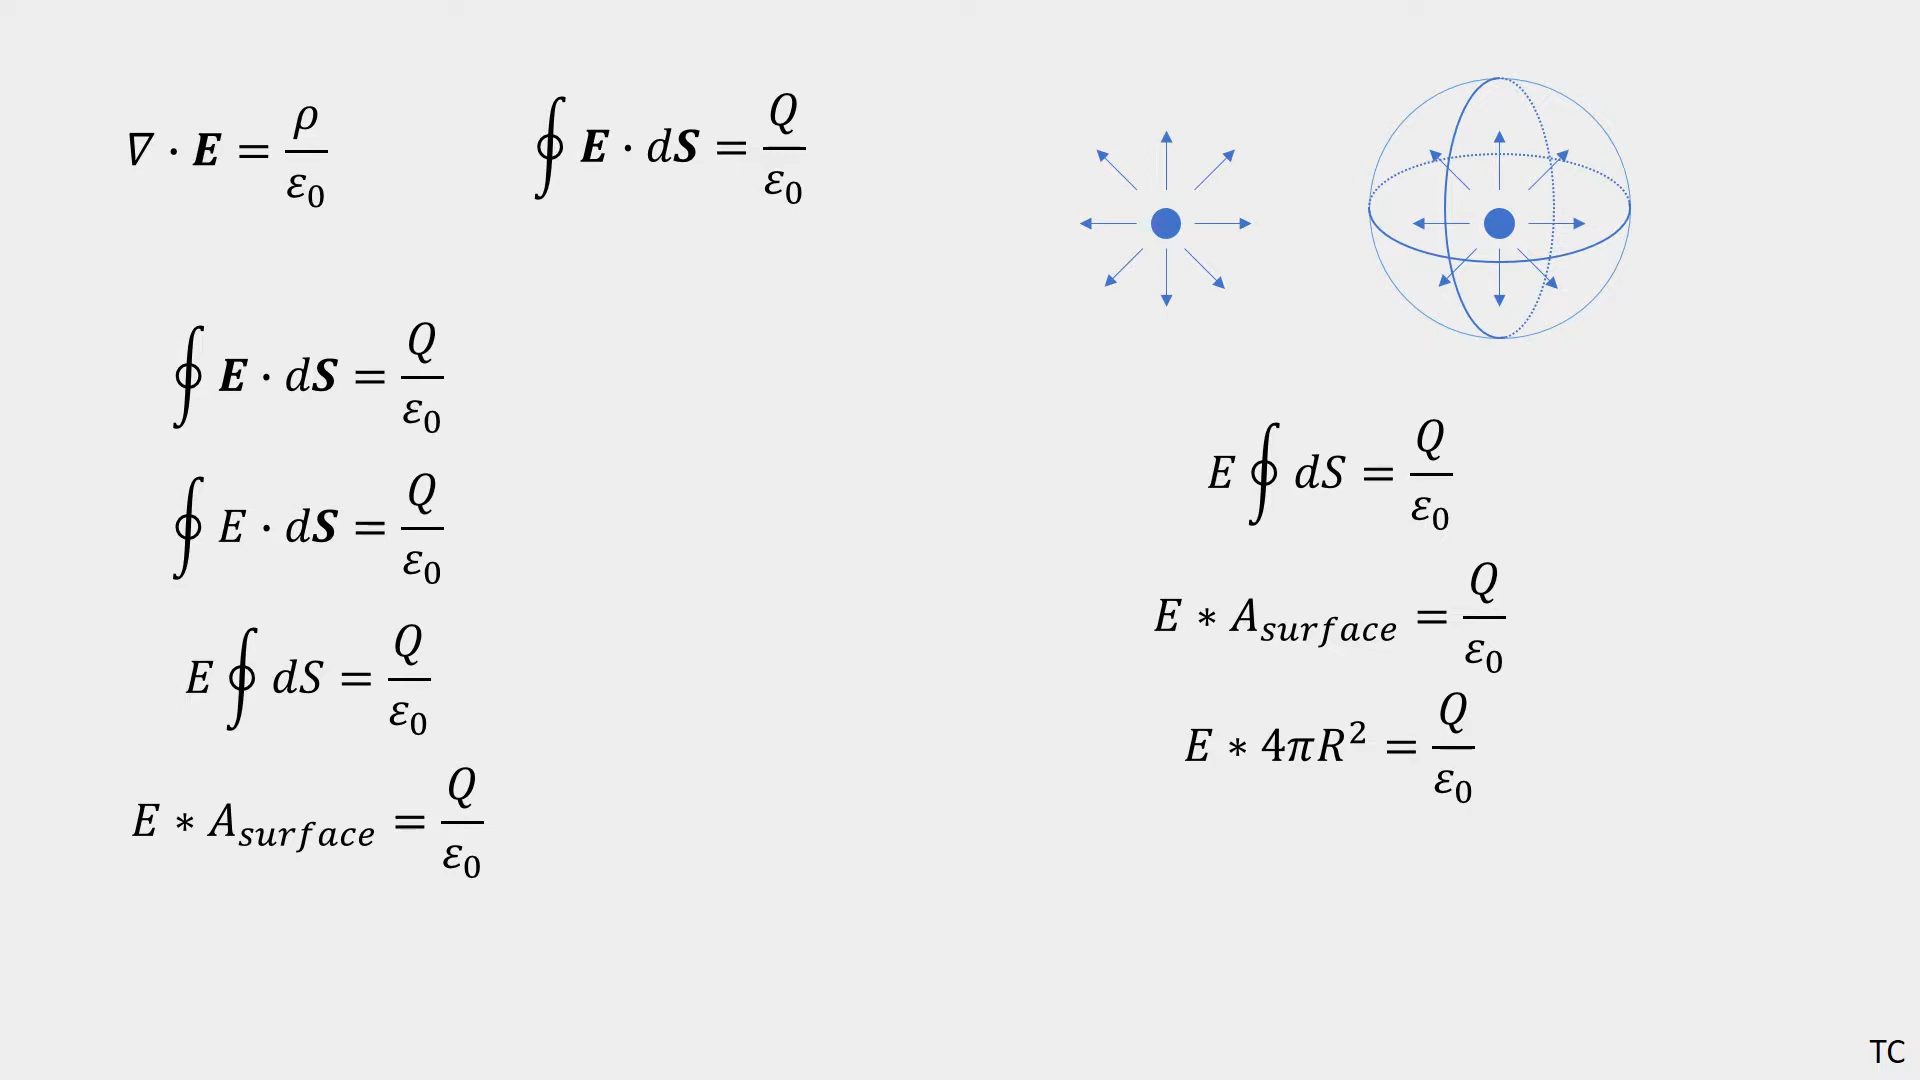 ∇ · E = ρ/ε₀
∮ E · dS = Q/ε₀
∮ E · dS = Q/ε₀
∮ E · dS = Q/ε₀
E ∮ dS = Q/ε₀
E ∗ A_surface = Q/ε₀
E ∮ dS = Q/ε₀
E ∗ A_surface = Q/ε₀
E ∗ 4πR² = Q/ε₀
TC